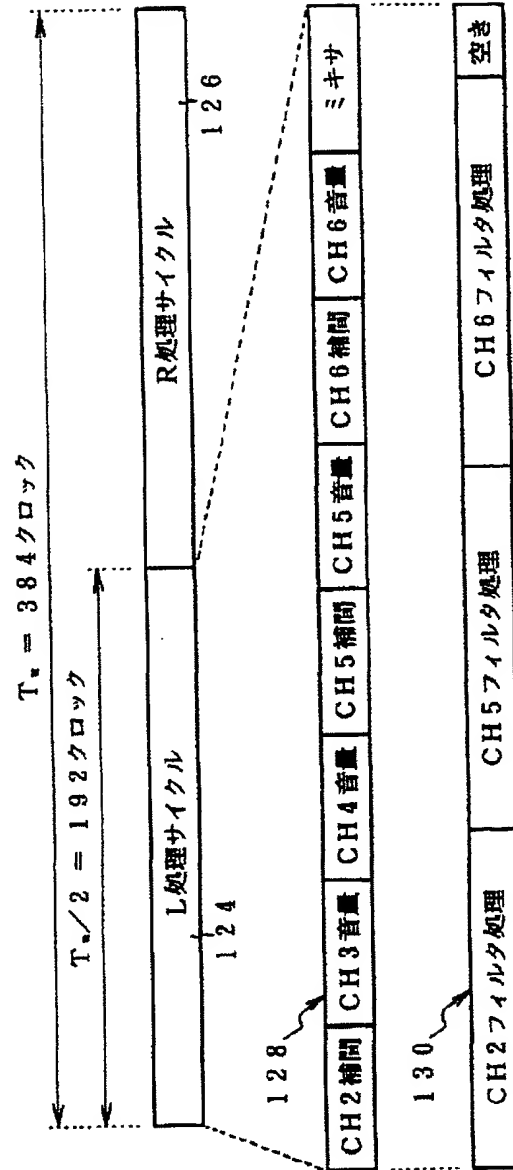 T_m = 384クロック
T_m/2 = 192クロック
L処理サイクル
R処理サイクル
124
126
128
CH2補間
CH3音量
CH4音量
CH5補間
CH5音量
CH6補間
CH6音量
ミキサ
130
CH2フィルタ処理
CH5フィルタ処理
CH6フィルタ処理
空き